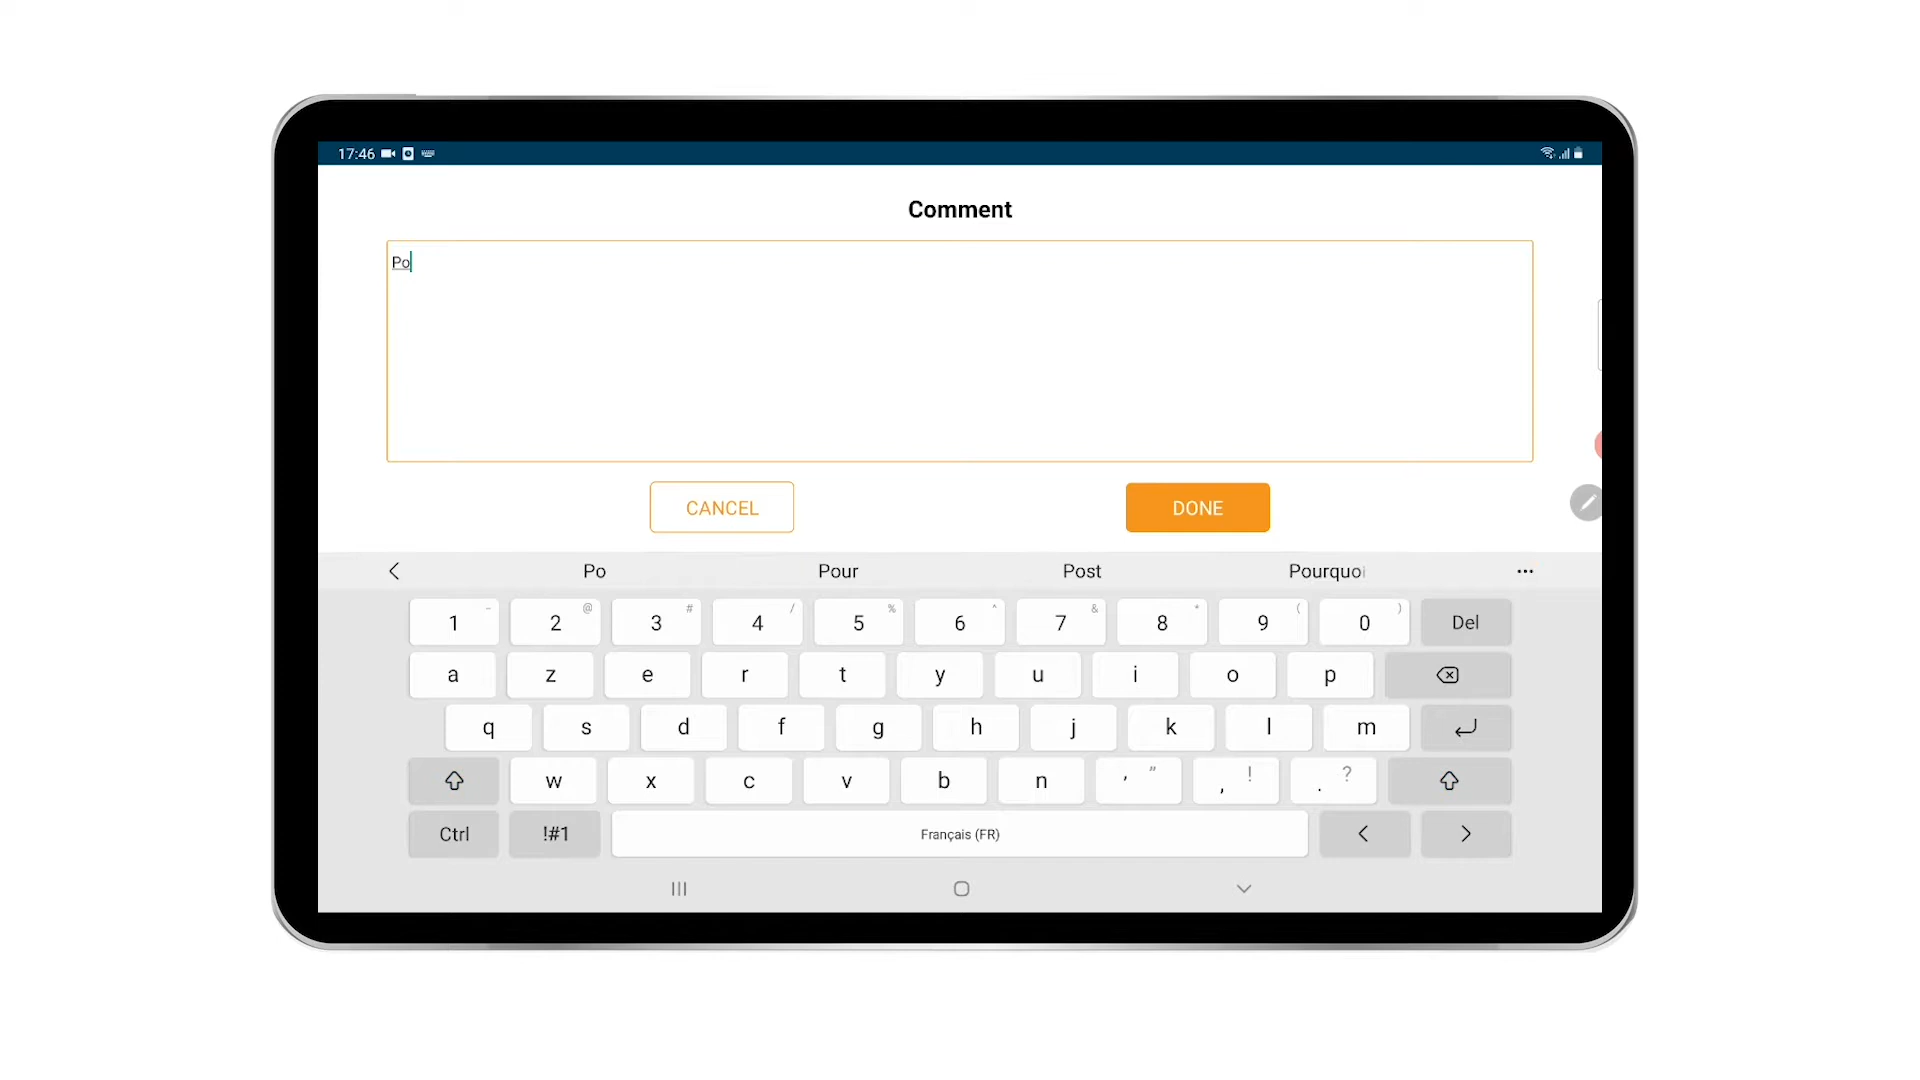 17:46
Comment
Po
CANCEL DONE
Po Pour Post Pourquoi ...
1 - 2 @ 3 # 4 / 5 % 6 ^ 7 & 8 * 9 ( 0 ) Del
a z e r t y u i o p
q s d f g h j k l m
w x c v b n ' " , ! . ?
Ctrl !#1 Français (FR) < >